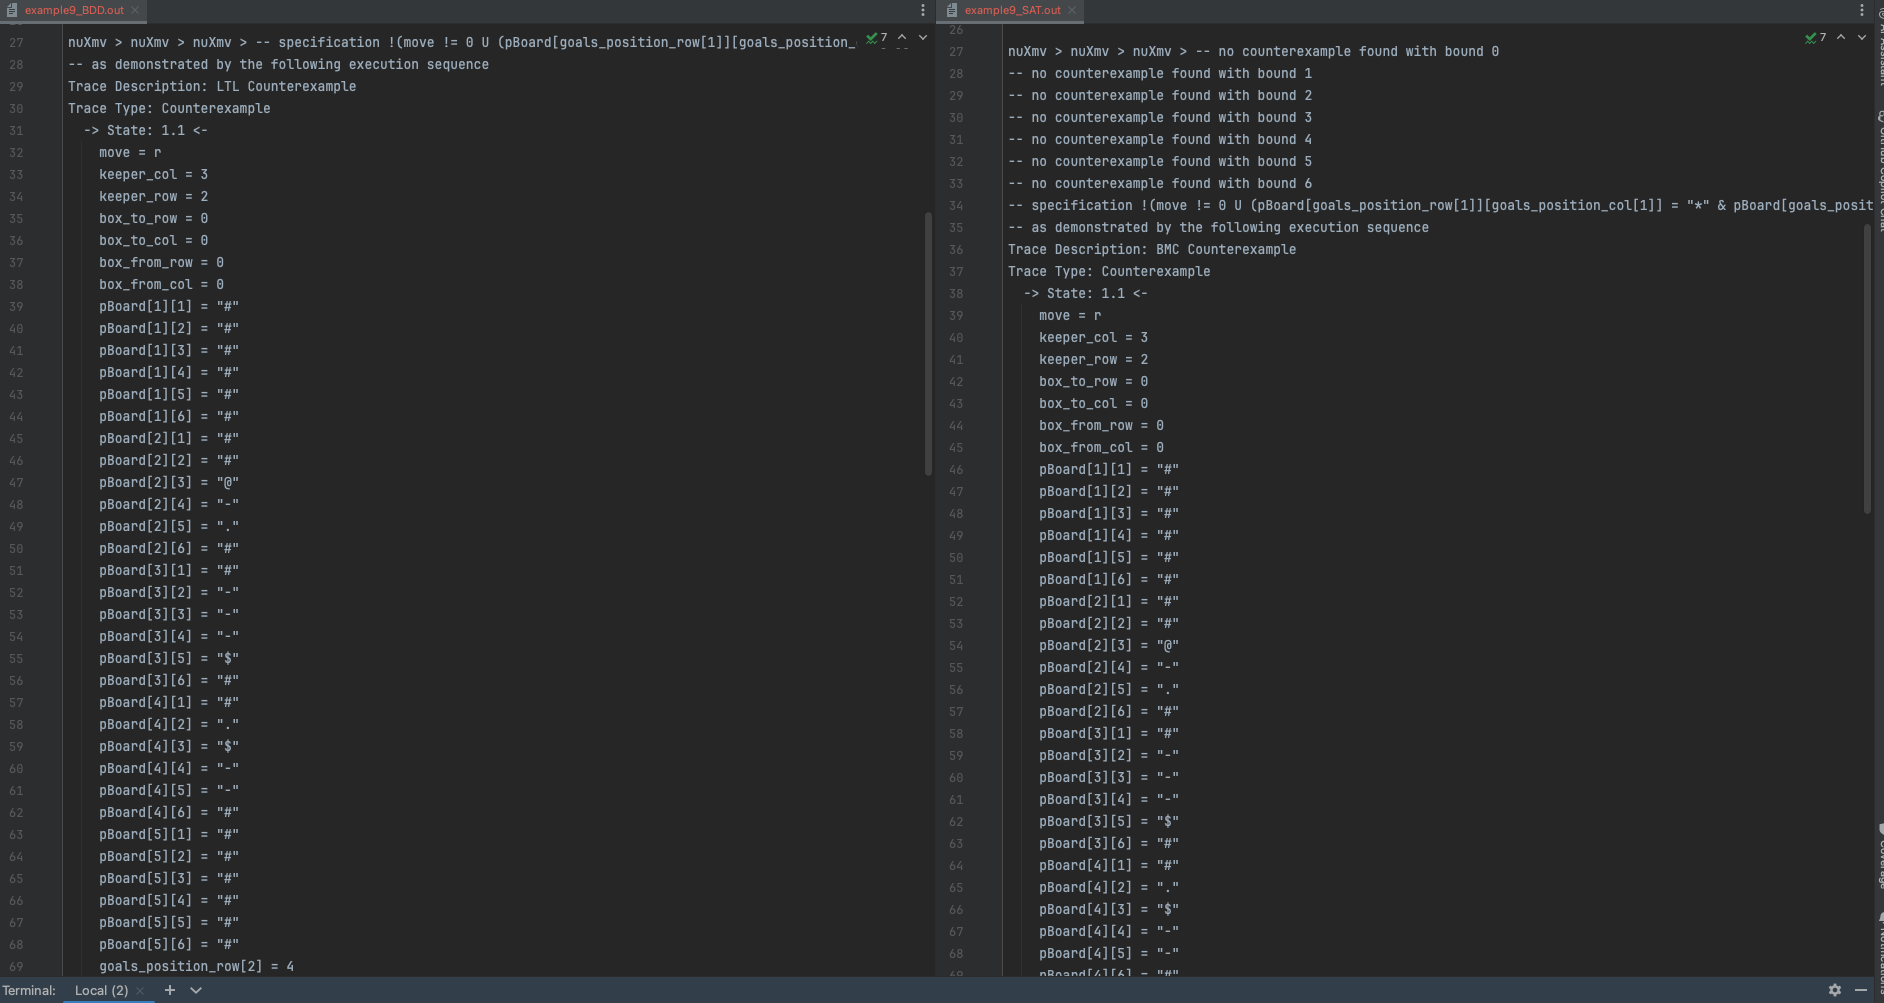 example9_BDD.out
27 nuXmv > nuXmv > nuXmv > -- specification !(move != 0 U (pBoard[goals_position_row[1]][goals_position_
7
28 -- as demonstrated by the following execution sequence
29 Trace Description: LTL Counterexample
30 Trace Type: Counterexample
31 -> State: 1.1 <-
32 move = r
33 keeper_col = 3
34 keeper_row = 2
35 box_to_row = 0
36 box_to_col = 0
37 box_from_row = 0
38 box_from_col = 0
39 pBoard[1][1] = "#"
40 pBoard[1][2] = "#"
41 pBoard[1][3] = "#"
42 pBoard[1][4] = "#"
43 pBoard[1][5] = "#"
44 pBoard[1][6] = "#"
45 pBoard[2][1] = "#"
46 pBoard[2][2] = "#"
47 pBoard[2][3] = "@"
48 pBoard[2][4] = "-"
49 pBoard[2][5] = "."
50 pBoard[2][6] = "#"
51 pBoard[3][1] = "#"
52 pBoard[3][2] = "-"
53 pBoard[3][3] = "-"
54 pBoard[3][4] = "-"
55 pBoard[3][5] = "$"
56 pBoard[3][6] = "#"
57 pBoard[4][1] = "#"
58 pBoard[4][2] = "."
59 pBoard[4][3] = "$"
60 pBoard[4][4] = "-"
61 pBoard[4][5] = "-"
62 pBoard[4][6] = "#"
63 pBoard[5][1] = "#"
64 pBoard[5][2] = "#"
65 pBoard[5][3] = "#"
66 pBoard[5][4] = "#"
67 pBoard[5][5] = "#"
68 pBoard[5][6] = "#"
69 goals_position_row[2] = 4
example9_SAT.out
26
7
27 nuXmv > nuXmv > nuXmv > -- no counterexample found with bound 0
28 -- no counterexample found with bound 1
29 -- no counterexample found with bound 2
30 -- no counterexample found with bound 3
31 -- no counterexample found with bound 4
32 -- no counterexample found with bound 5
33 -- no counterexample found with bound 6
34 -- specification !(move != 0 U (pBoard[goals_position_row[1]][goals_position_col[1]] = "*" & pBoard[goals_posit
35 -- as demonstrated by the following execution sequence
36 Trace Description: BMC Counterexample
37 Trace Type: Counterexample
38 -> State: 1.1 <-
39 move = r
40 keeper_col = 3
41 keeper_row = 2
42 box_to_row = 0
43 box_to_col = 0
44 box_from_row = 0
45 box_from_col = 0
46 pBoard[1][1] = "#"
47 pBoard[1][2] = "#"
48 pBoard[1][3] = "#"
49 pBoard[1][4] = "#"
50 pBoard[1][5] = "#"
51 pBoard[1][6] = "#"
52 pBoard[2][1] = "#"
53 pBoard[2][2] = "#"
54 pBoard[2][3] = "@"
55 pBoard[2][4] = "-"
56 pBoard[2][5] = "."
57 pBoard[2][6] = "#"
58 pBoard[3][1] = "#"
59 pBoard[3][2] = "-"
60 pBoard[3][3] = "-"
61 pBoard[3][4] = "-"
62 pBoard[3][5] = "$"
63 pBoard[3][6] = "#"
64 pBoard[4][1] = "#"
65 pBoard[4][2] = "."
66 pBoard[4][3] = "$"
67 pBoard[4][4] = "-"
68 pBoard[4][5] = "-"
69 pBoard[4][6] = "#"
Terminal: Local (2)